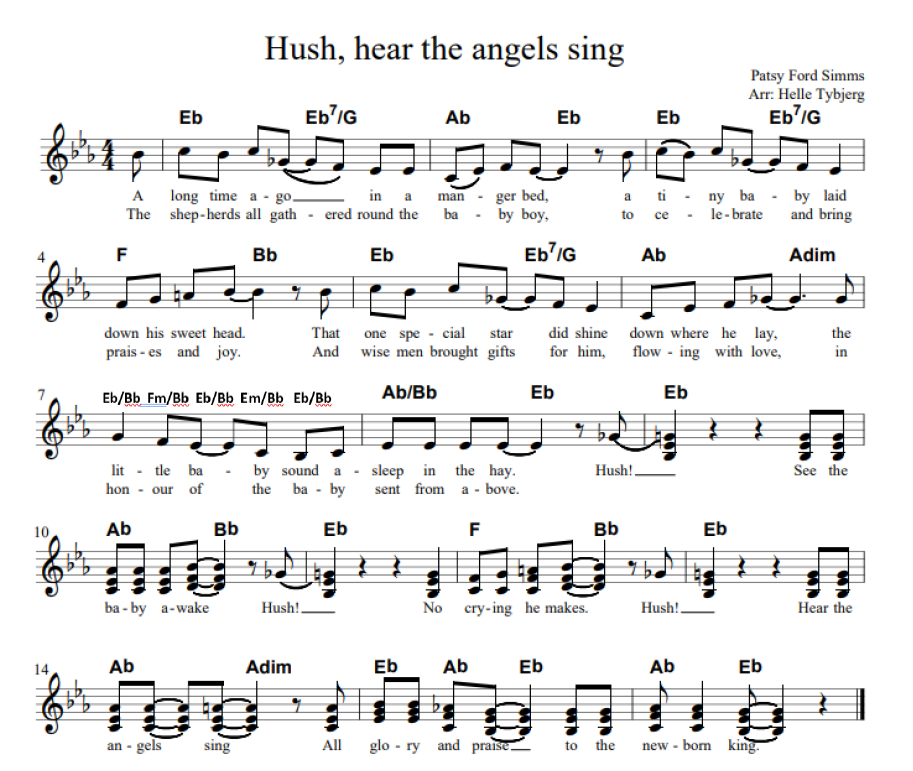 Hush, hear the angels sing
Patsy Ford Simms
Arr: Helle Tybjerg
Eb Eb7/G Ab Eb Eb Eb7/G
A long time a - go____ in a man - ger bed, a ti - ny ba - by laid
The shep-herds all gath - ered round the ba - by boy, to ce - le-brate and bring
4 F Bb Eb Eb7/G Ab Adim
down his sweet head. That one spe - cial star did shine down where he lay, the
prais - es and joy. And wise men brought gifts for him, flow - ing with love, in
7 Eb/Bb Fm/Bb Eb/Bb Em/Bb Eb/Bb Ab/Bb Eb Eb
lit - tle ba - by sound a - sleep in the hay. Hush!____ See the
hon - our of the ba - by sent from a - bove.
10 Ab Bb Eb F Bb Eb
ba - by a-wake Hush!____ No cry-ing he makes. Hush!____ Hear the
14 Ab Adim Eb Ab Eb Ab Eb
an - gels sing All glo - ry and praise___ to the new - born king.